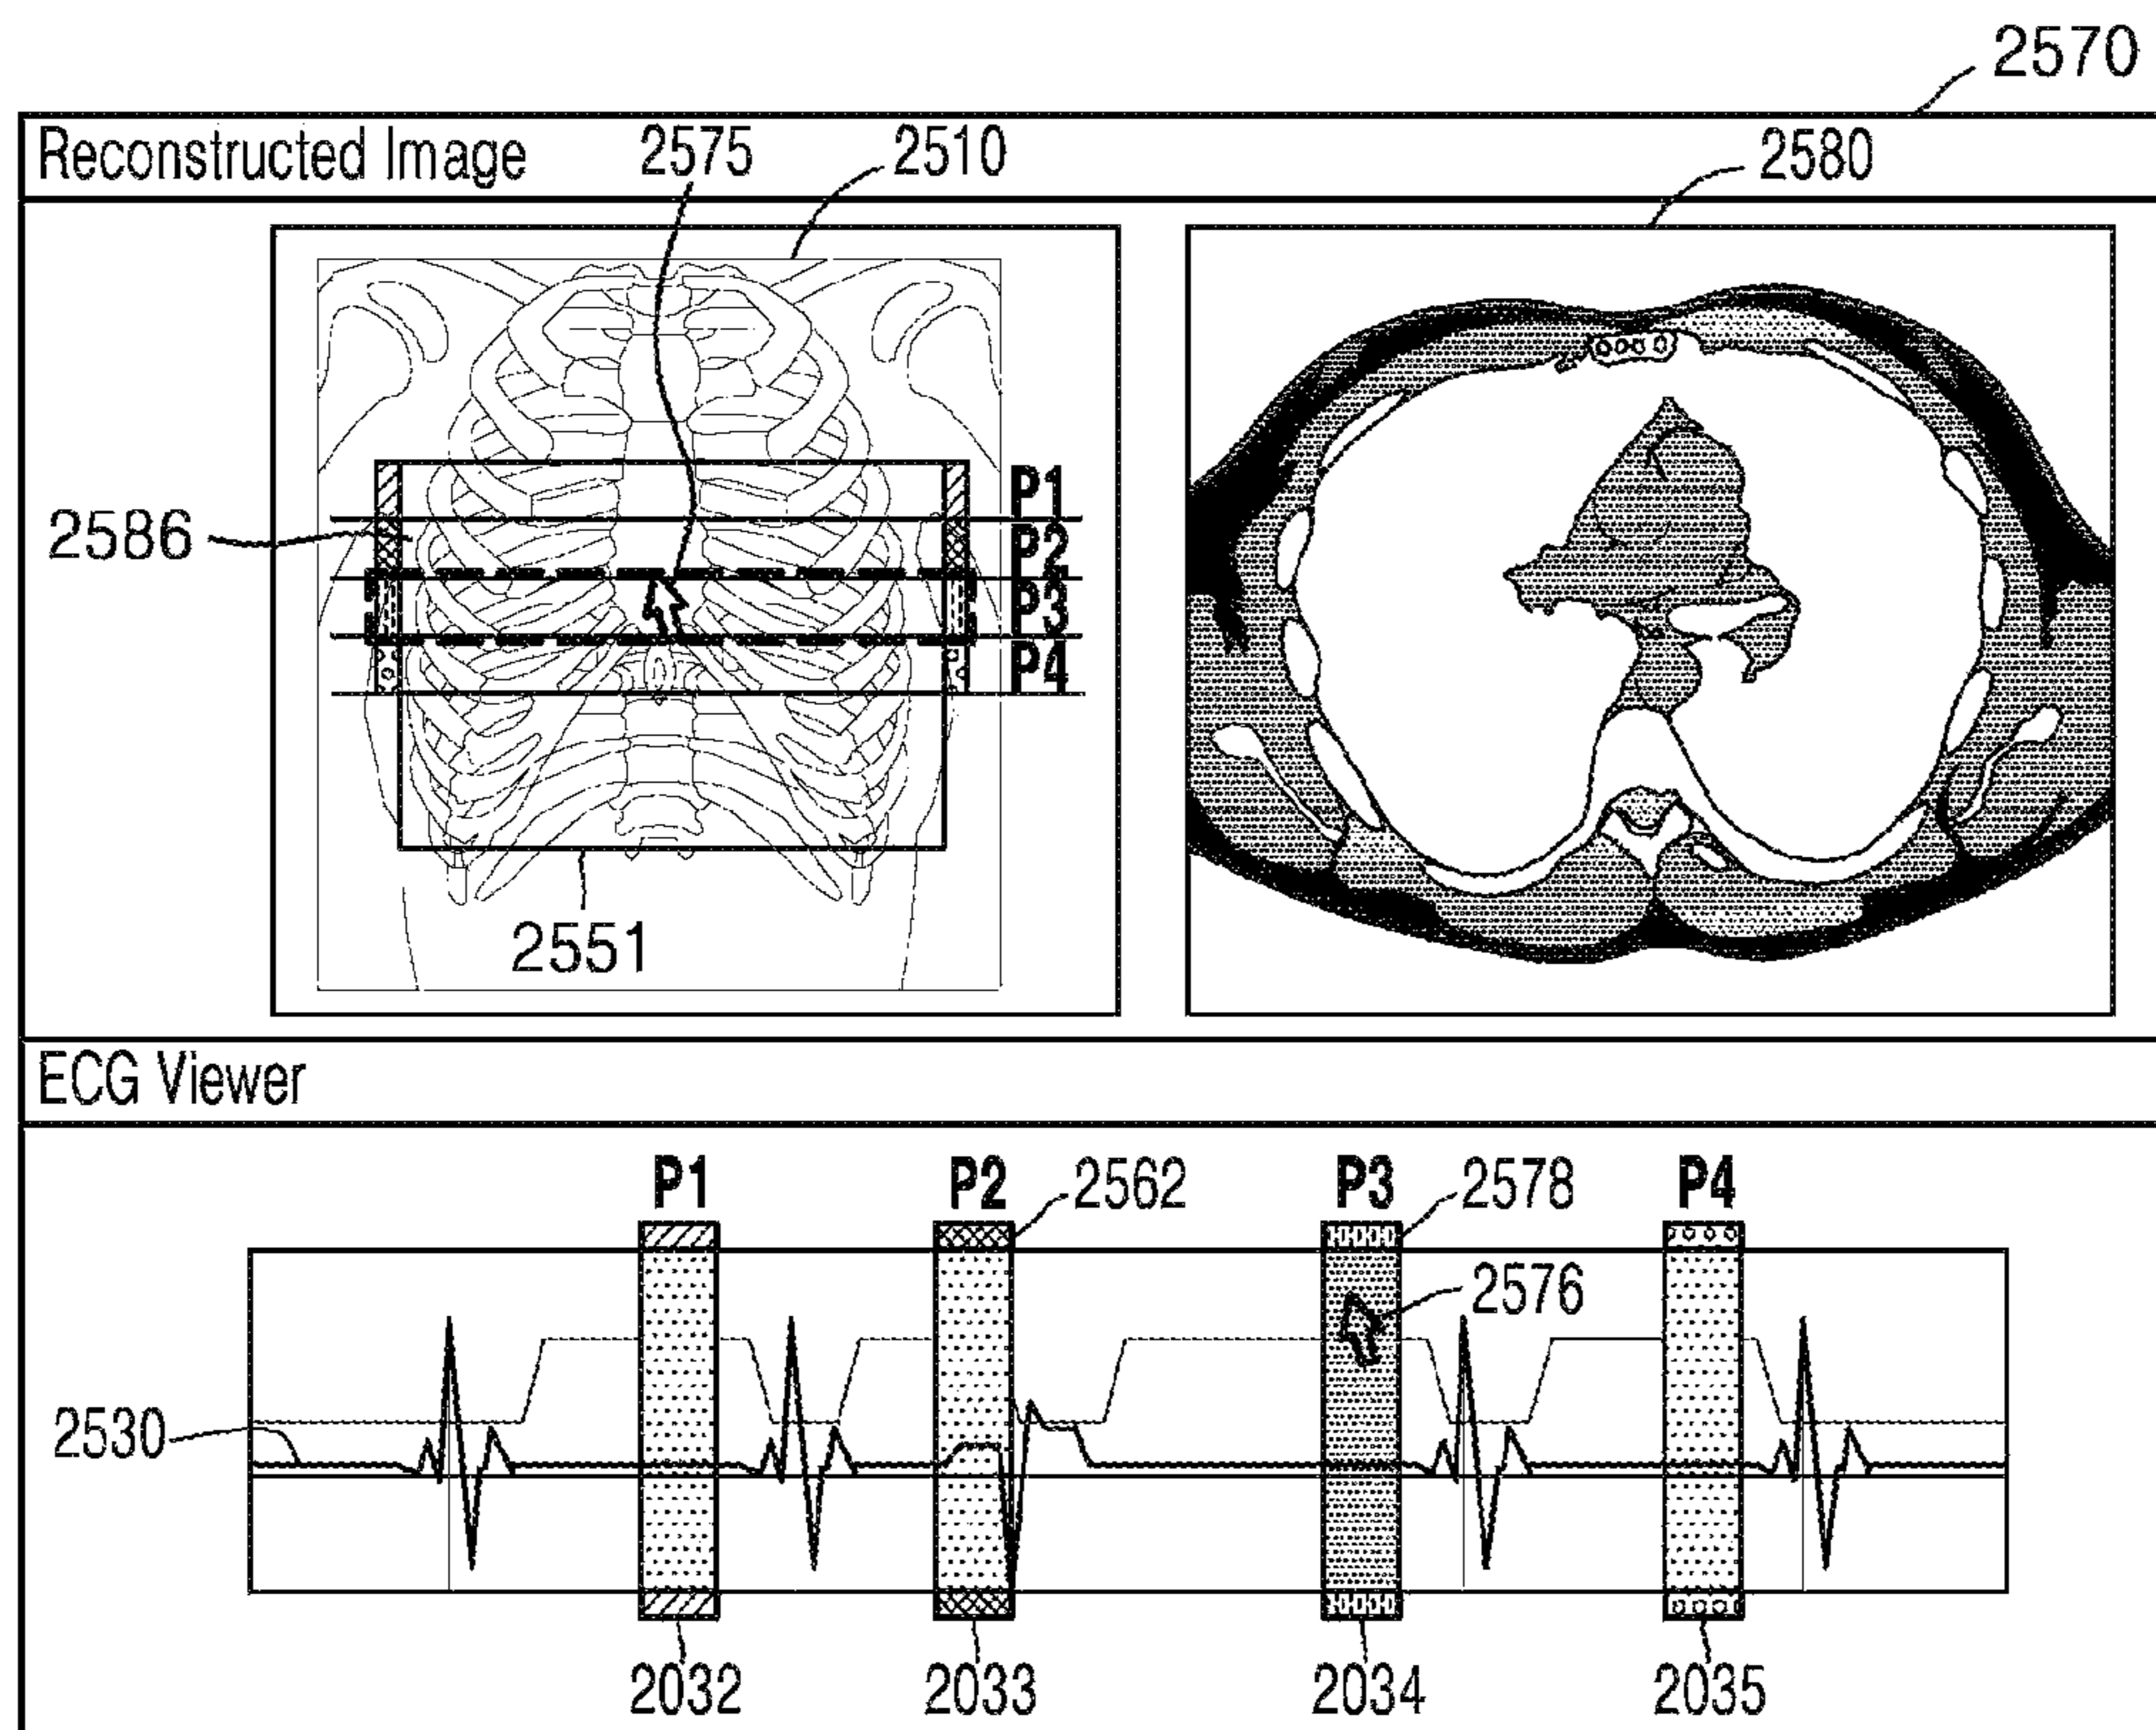 2570
Reconstructed Image
2575
2510
2580
P1
2586
P2
P3
P4
2551
ECG Viewer
P1
P2
2562
P3
2578
P4
2576
2530
2032
2033
2034
2035